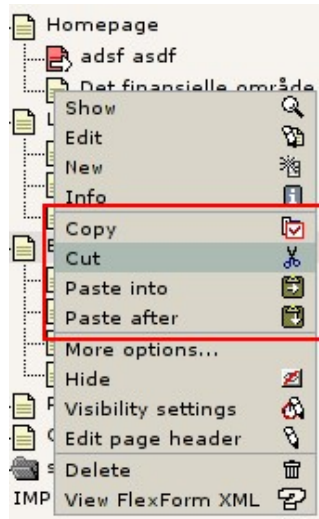 Homepage
adsf asdf
Det finansielle område
Show
Edit
New
Info
Copy
Cut
Paste into
Paste after
More options...
Hide
Visibility settings
Edit page header
Delete
IMP
View FlexForm XML